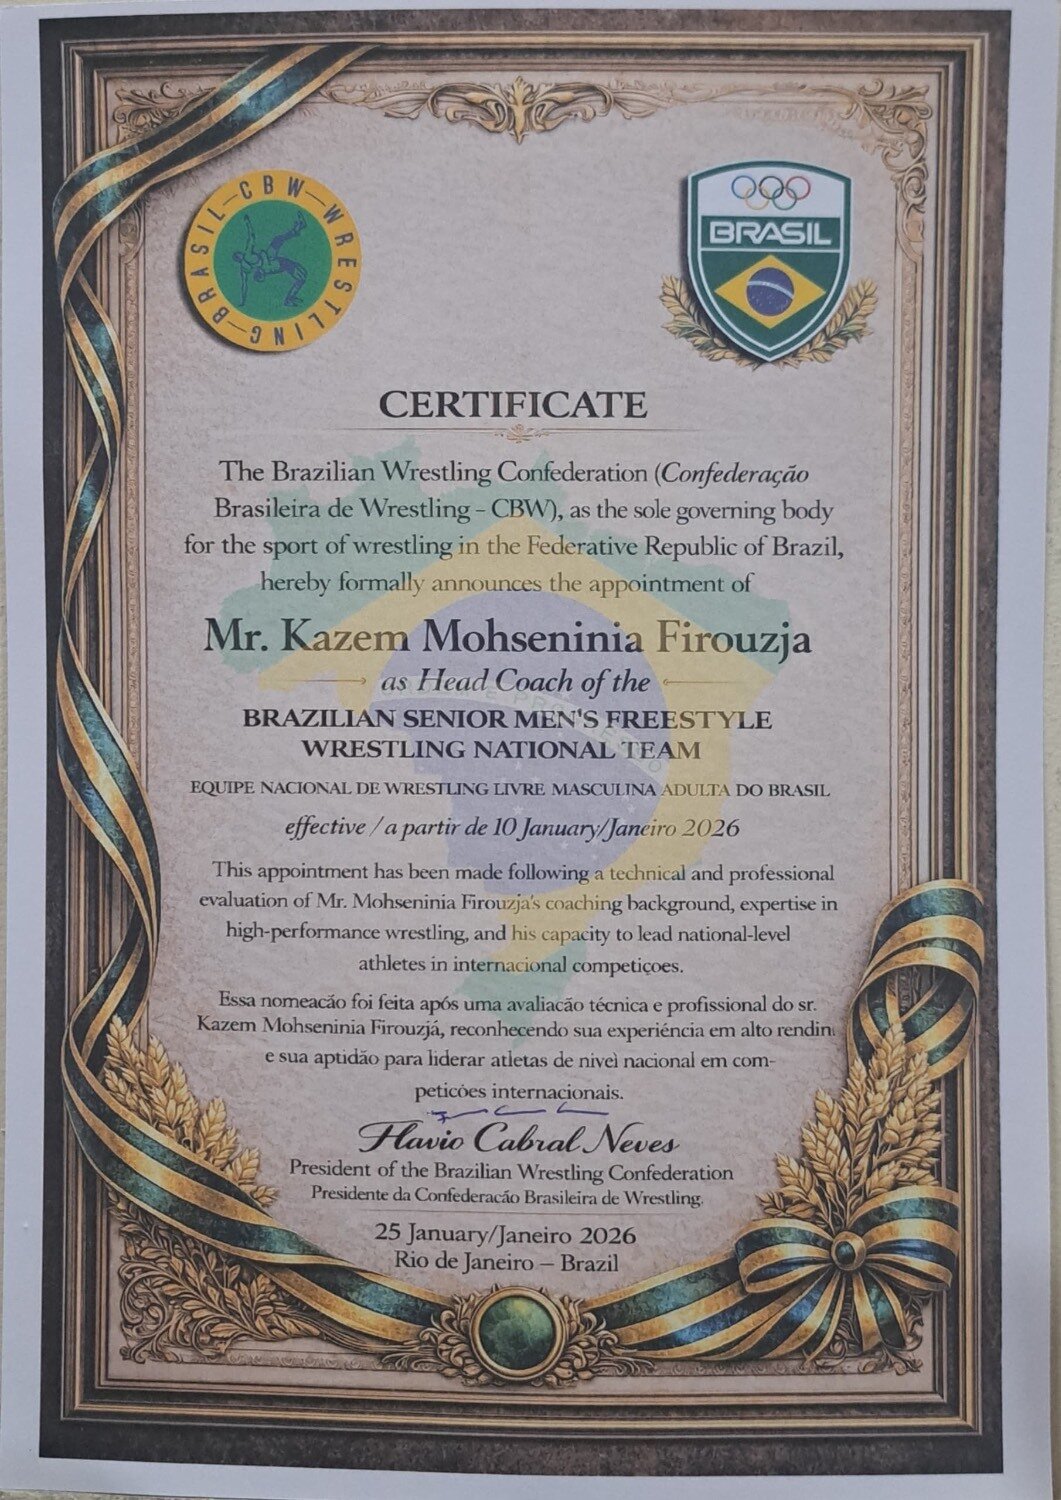 BRASIL-CBW-WRESTLING
BRASIL
CERTIFICATE
The Brazilian Wrestling Confederation (Confederação
Brasileira de Wrestling - CBW), as the sole governing body
for the sport of wrestling in the Federative Republic of Brazil,
hereby formally announces the appointment of
Mr. Kazem Mohseninia Firouzja
as Head Coach of the
BRAZILIAN SENIOR MEN'S FREESTYLE
WRESTLING NATIONAL TEAM
EQUIPE NACIONAL DE WRESTLING LIVRE MASCULINA ADULTA DO BRASIL
effective / a partir de 10 January/Janeiro 2026
This appointment has been made following a technical and professional
evaluation of Mr. Mohseninia Firouzja's coaching background, expertise in
high-performance wrestling, and his capacity to lead national-level
athletes in internacional competiçoes.
Essa nomeacão foi feita após uma avaliacão técnica e profissional do sr.
Kazem Mohseninia Firouzjá, reconhecendo sua experiéncia em alto rendin
e sua aptidão para liderar atletas de nivel nacional em com-
peticóes internacionais.
Flavio Cabral Neves
President of the Brazilian Wrestling Confederation
Presidente da Confederacão Brasileira de Wrestling.
25 January/Janeiro 2026
Rio de Janeiro – Brazil